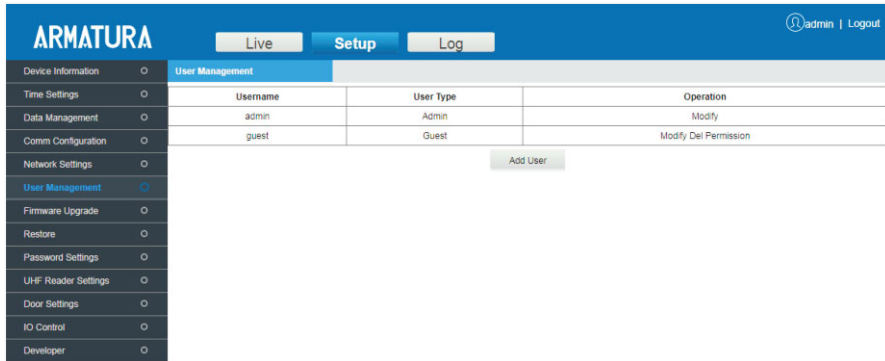 ARMATURA
Live Setup Log
admin | Logout
Device Information
Time Settings
Data Management
Comm Configuration
Network Settings
User Management
Firmware Upgrade
Restore
Password Settings
UHF Reader Settings
Door Settings
IO Control
Developer
User Management
Username User Type Operation
admin Admin Modify
guest Guest Modify Del Permission
Add User